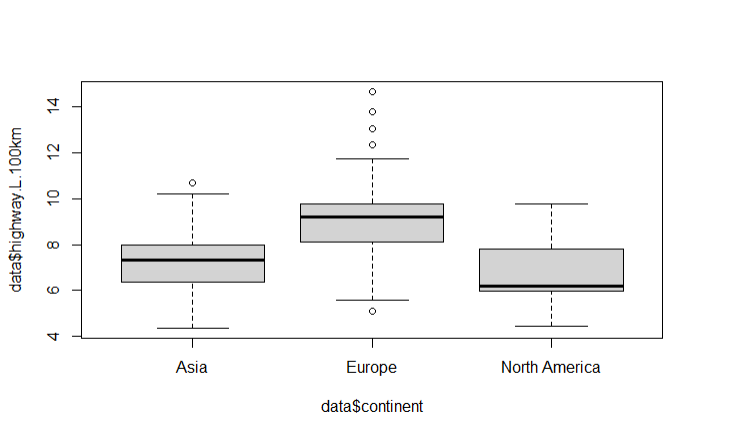 data$highway.L.100km
14
12
10
8
6
4
Asia
Europe
North America
data$continent